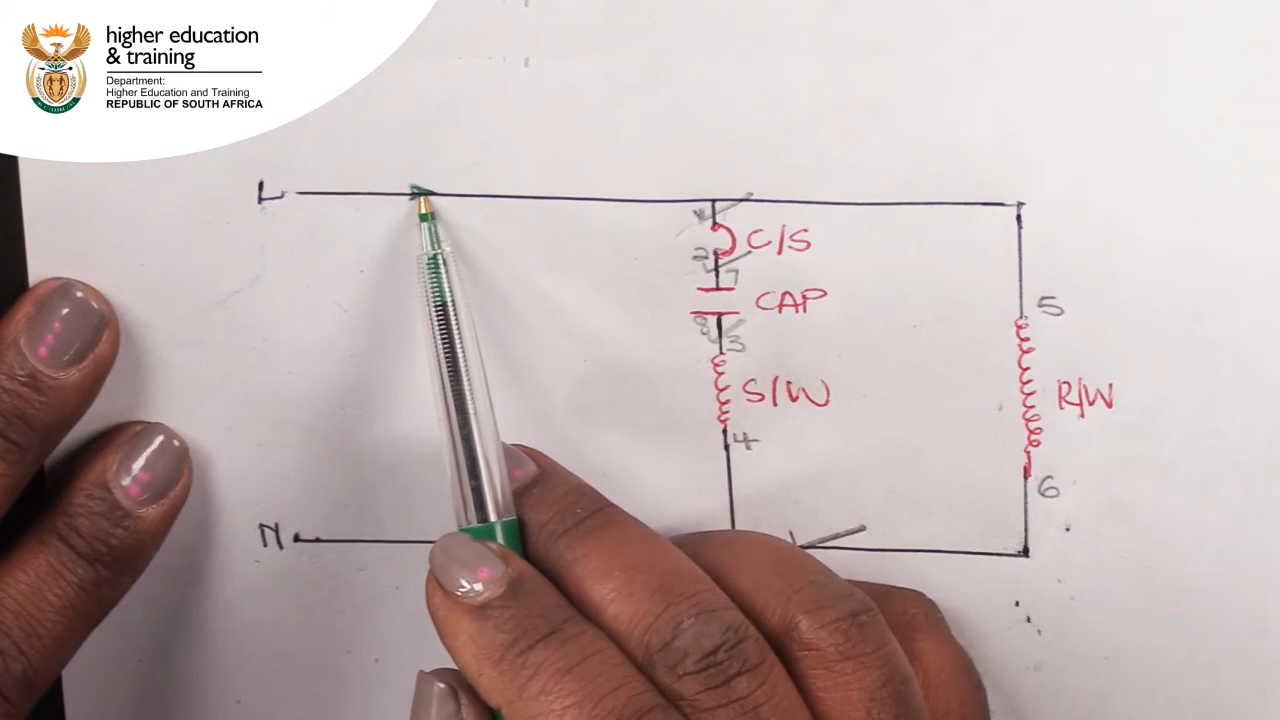 higher education
& training
Department:
Higher Education and Training
REPUBLIC OF SOUTH AFRICA
L
C/S
2
7
CAP
5
8
3
S/W
R/W
4
6
N